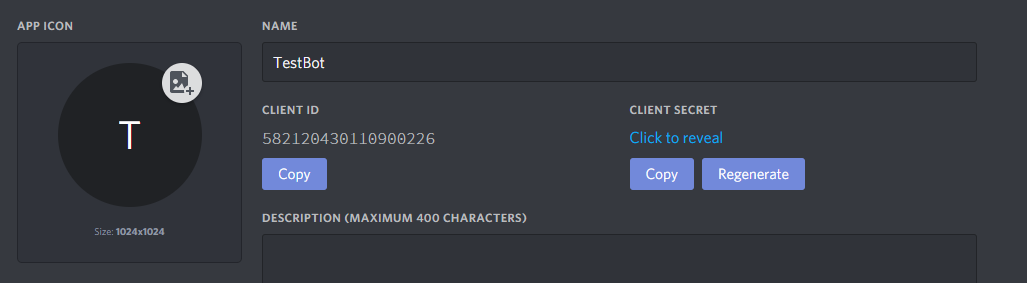 APP ICON
NAME
T
TestBot
CLIENT ID
CLIENT SECRET
582120430110900226
Click to reveal
Copy
Copy
Regenerate
Size: 1024x1024
DESCRIPTION (MAXIMUM 400 CHARACTERS)